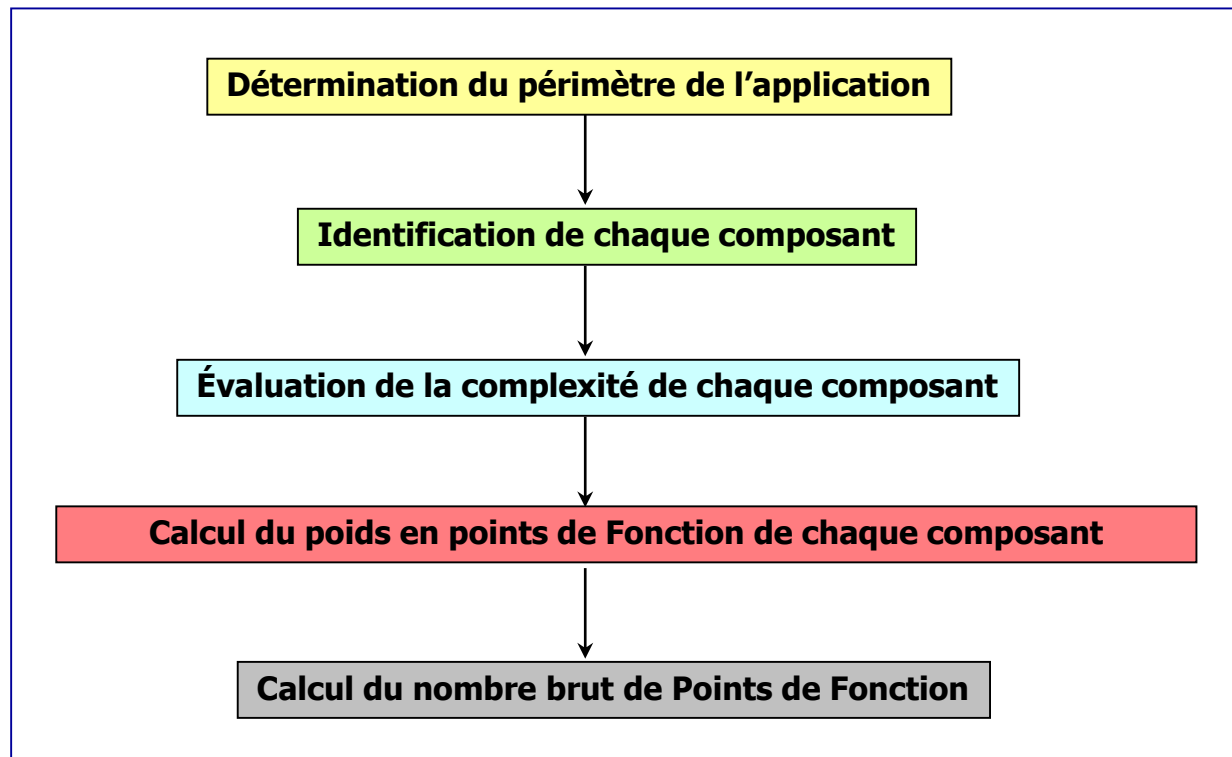 Détermination du périmètre de l’application
Identification de chaque composant
Évaluation de la complexité de chaque composant
Calcul du poids en points de Fonction de chaque composant
Calcul du nombre brut de Points de Fonction